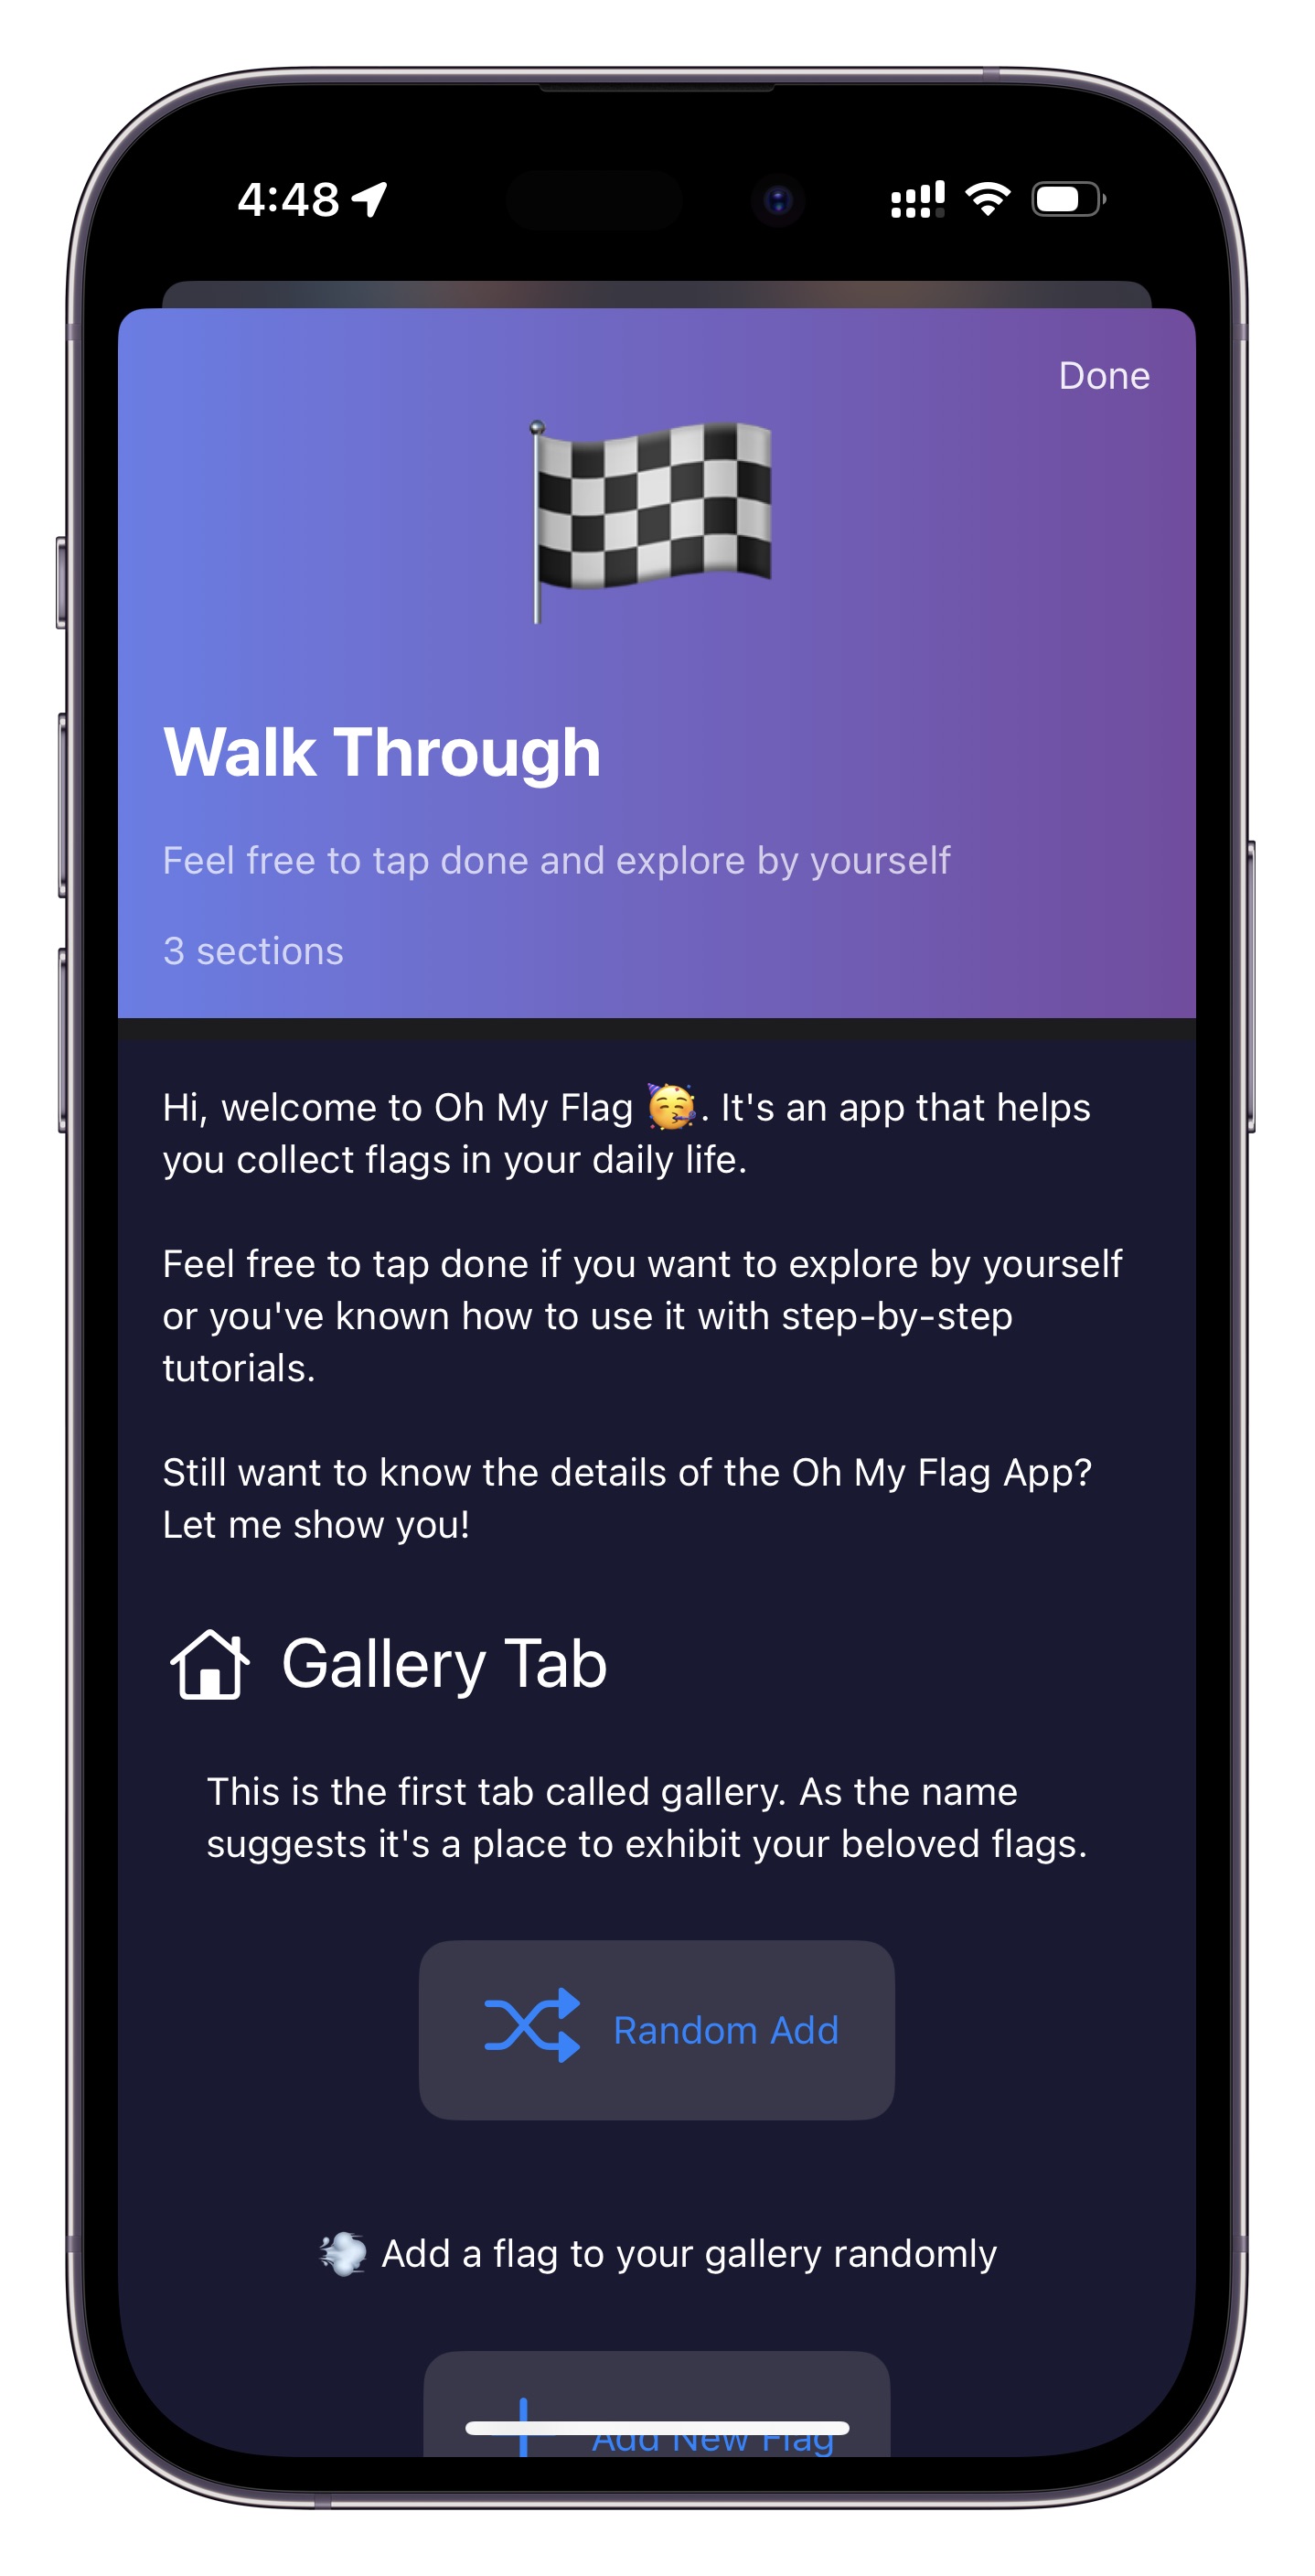 4:48
Done
Walk Through
Feel free to tap done and explore by yourself
3 sections
Hi, welcome to Oh My Flag 🥳. It's an app that helps
you collect flags in your daily life.
Feel free to tap done if you want to explore by yourself
or you've known how to use it with step-by-step
tutorials.
Still want to know the details of the Oh My Flag App?
Let me show you!
Gallery Tab
This is the first tab called gallery. As the name
suggests it's a place to exhibit your beloved flags.
Random Add
💨 Add a flag to your gallery randomly
Add New Flag